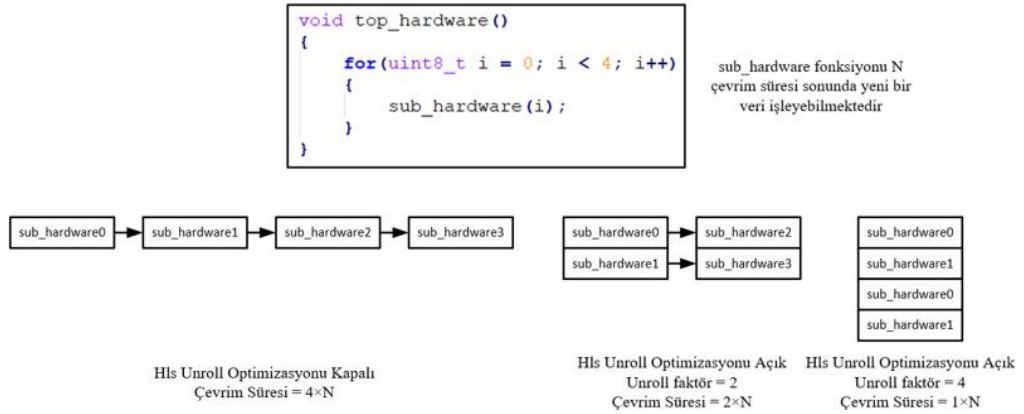 void top_hardware()
{
for(uint8_t i = 0; i < 4; i++)
{
sub_hardware(i);
}
}
sub_hardware fonksiyonu N
çevrim süresi sonunda yeni bir
veri işleyebilmektedir
sub_hardware0
sub_hardware1
sub_hardware2
sub_hardware3
Hls Unroll Optimizasyonu Kapalı
Çevrim Süresi = 4×N
sub_hardware0
sub_hardware2
sub_hardware1
sub_hardware3
Hls Unroll Optimizasyonu Açık
Unroll faktör = 2
Çevrim Süresi = 2×N
sub_hardware0
sub_hardware1
sub_hardware0
sub_hardware1
Hls Unroll Optimizasyonu Açık
Unroll faktör = 4
Çevrim Süresi = 1×N